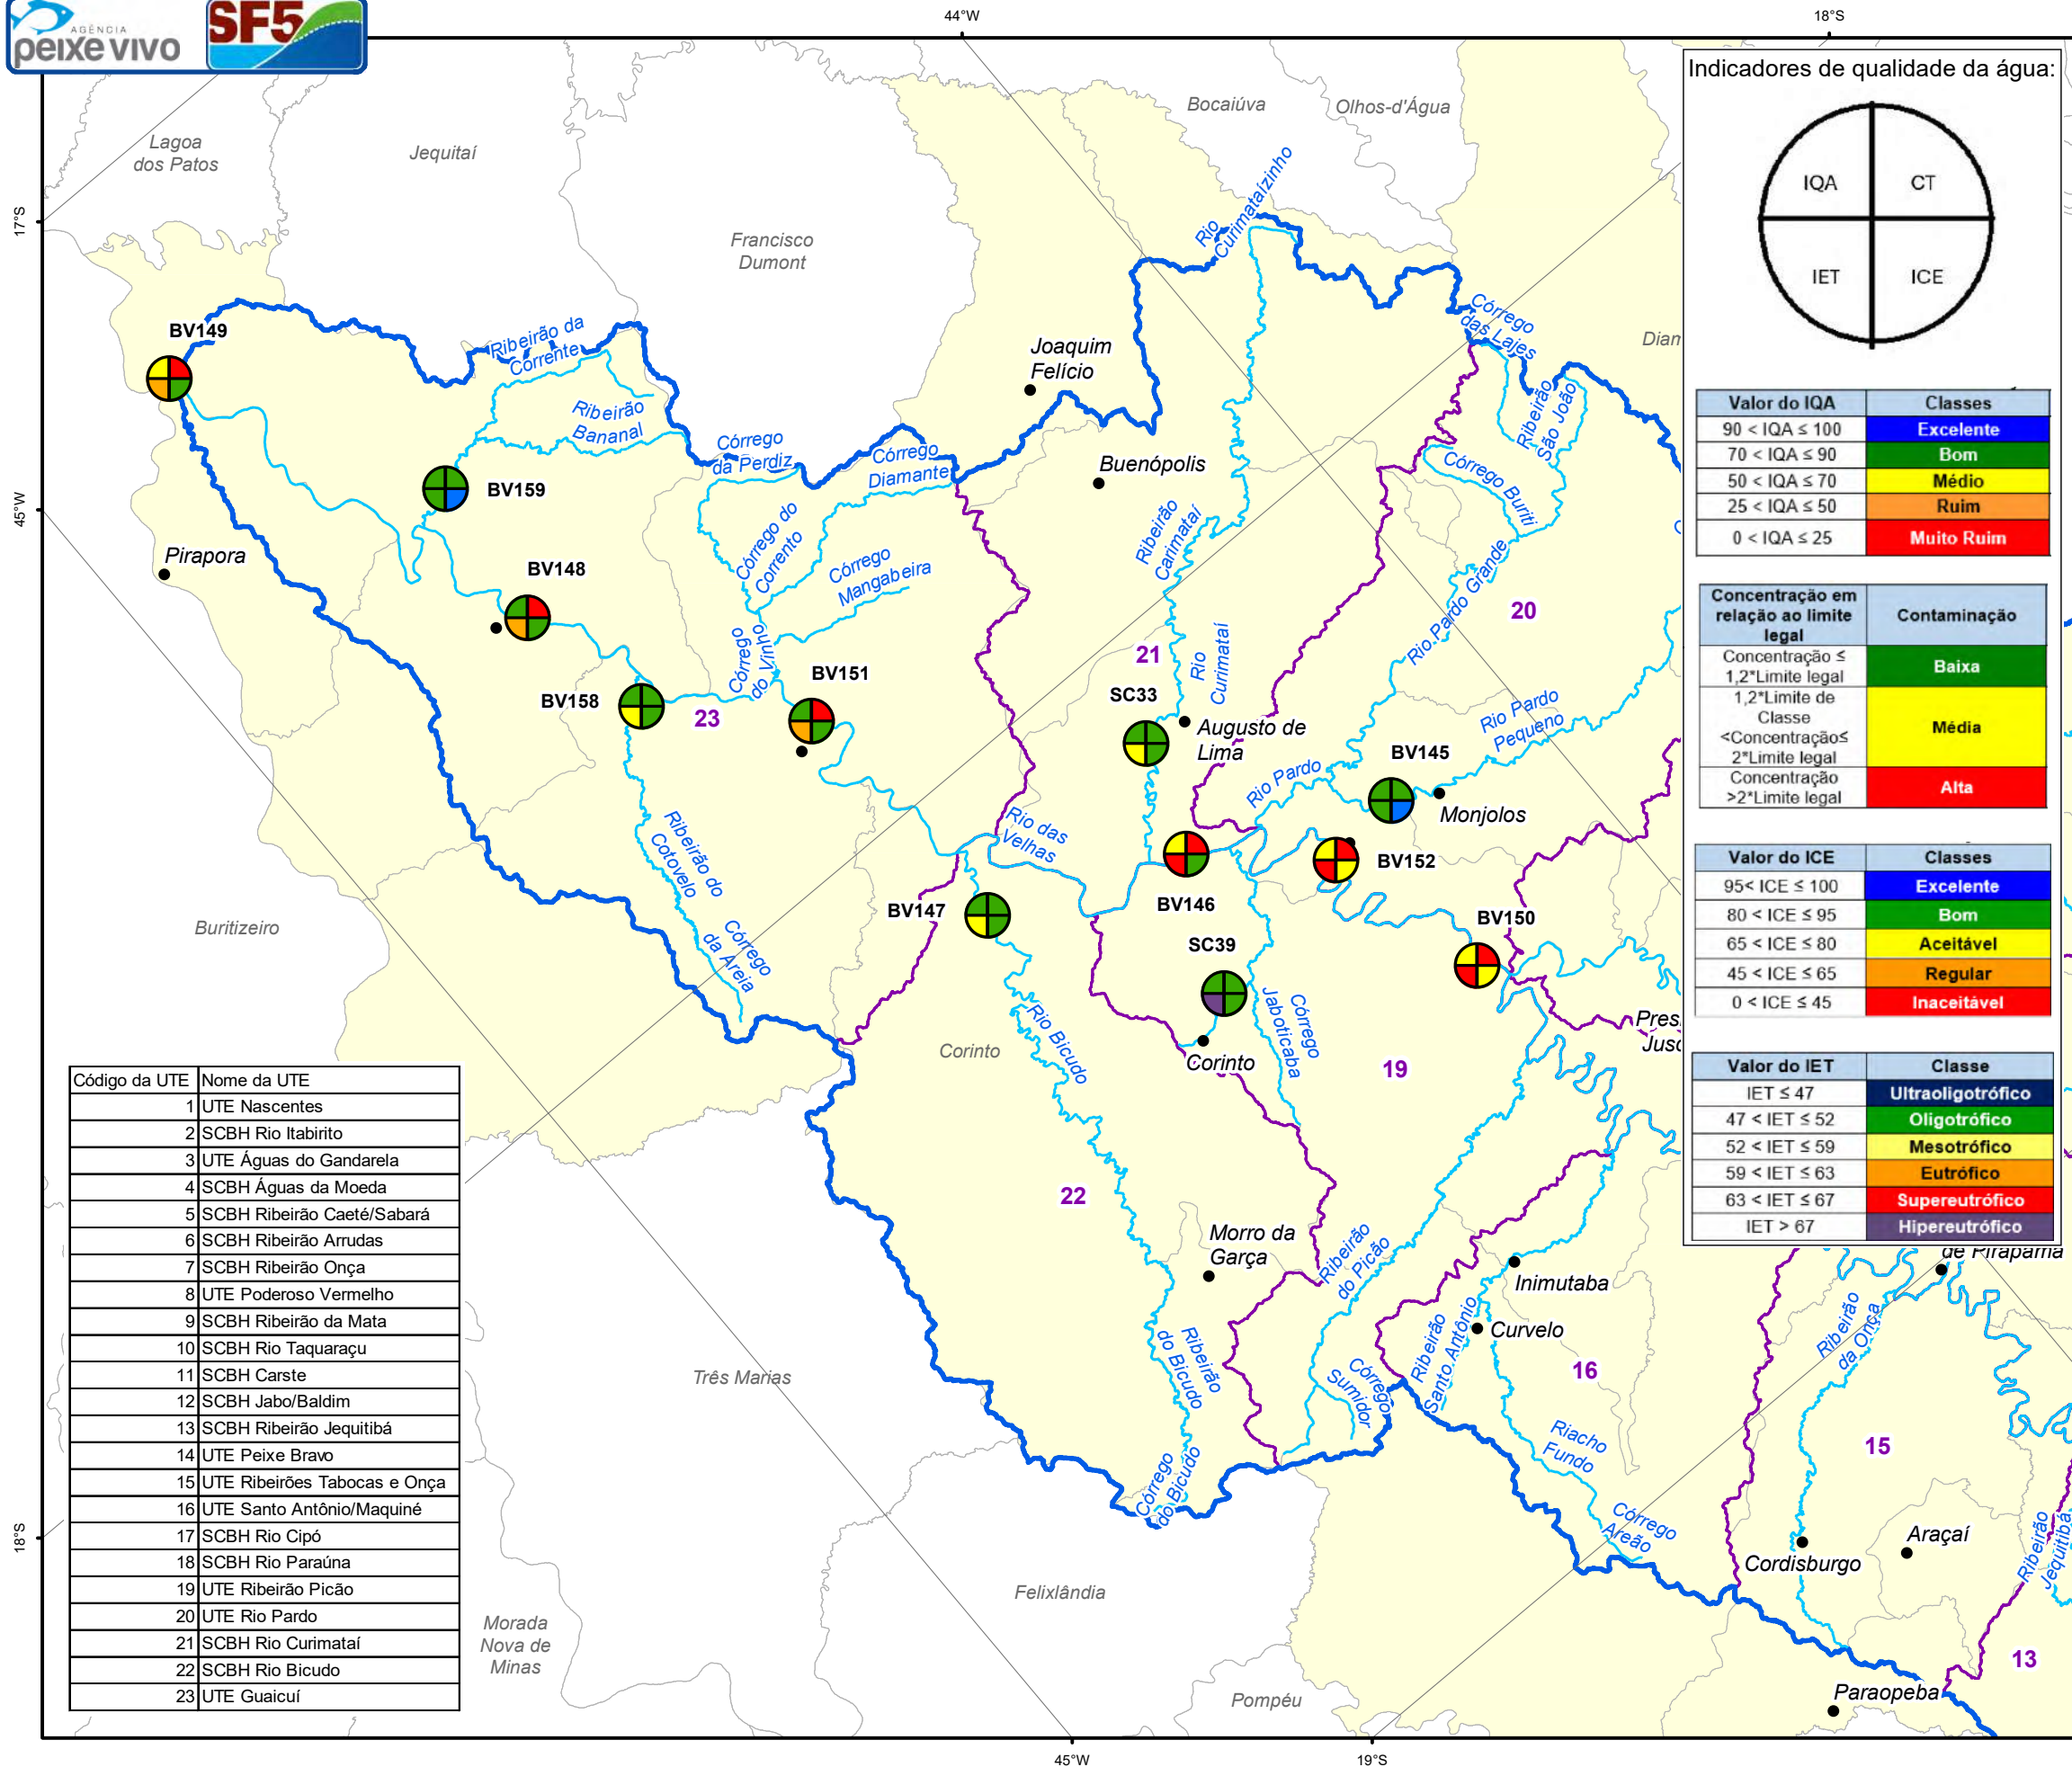 AGÊNCIA
peixe vivo
SF5
44°W
18°S
17°S
45°W
18°S
45°W
19°S
Lagoa
dos Patos
Jequitaí
Francisco
Dumont
Bocaiúva
Olhos-d'Água
Diam
Buritizeiro
Corinto
Três Marias
Morada
Nova de
Minas
Felixlândia
Pompéu
BV149
BV159
BV148
BV158
BV151
SC33
BV145
BV152
BV146
BV147
SC39
BV150
Pirapora
Joaquim
Felício
Buenópolis
Augusto de
Lima
Monjolos
Corinto
Morro da
Garça
Inimutaba
Curvelo
Cordisburgo
Araçaí
Paraopeba
Pres.
Jusc
de Pirapama
Ribeirão da
Corrente
Ribeirão
Bananal
Córrego
da Perdiz
Córrego
Diamante
Córrego do
Corrento
Córrego
Mangabeira
Córrego
do Vinho
Rio
Curimataízinho
Ribeirão
Carimataí
Rio
Curimataí
Córrego
das Lajes
Ribeirão
São João
Córrego Buriti
Rio Pardo Grande
Rio Pardo
Pequeno
Rio Pardo
Rio das
Velhas
Ribeirão do
Cotovelo
Córrego
da Areia
Rio Bicudo
Córrego
Jaboticaba
Ribeirão
do Picão
Ribeirão
do Bicudo
Córrego
do Bicudo
Córrego
Sumidor
Ribeirão
Santo Antônio
Riacho
Fundo
Córrego
Areão
Ribeirão
da Onça
Ribeirão
Jequitibá
20
21
23
19
22
16
15
13
Código da UTE Nome da UTE
1 UTE Nascentes
2 SCBH Rio Itabirito
3 UTE Águas do Gandarela
4 SCBH Águas da Moeda
5 SCBH Ribeirão Caeté/Sabará
6 SCBH Ribeirão Arrudas
7 SCBH Ribeirão Onça
8 UTE Poderoso Vermelho
9 SCBH Ribeirão da Mata
10 SCBH Rio Taquaraçu
11 SCBH Carste
12 SCBH Jabo/Baldim
13 SCBH Ribeirão Jequitibá
14 UTE Peixe Bravo
15 UTE Ribeirões Tabocas e Onça
16 UTE Santo Antônio/Maquiné
17 SCBH Rio Cipó
18 SCBH Rio Paraúna
19 UTE Ribeirão Picão
20 UTE Rio Pardo
21 SCBH Rio Curimataí
22 SCBH Rio Bicudo
23 UTE Guaicuí
Indicadores de qualidade da água:
IQA CT
IET ICE
Valor do IQA Classes
90 < IQA ≤ 100 Excelente
70 < IQA ≤ 90 Bom
50 < IQA ≤ 70 Médio
25 < IQA ≤ 50 Ruim
0 < IQA ≤ 25 Muito Ruim
Concentração em
relação ao limite
legal
Contaminação
Concentração ≤
1,2*Limite legal
Baixa
1,2*Limite de
Classe
<Concentração≤
2*Limite legal
Média
Concentração
>2*Limite legal
Alta
Valor do ICE Classes
95< ICE ≤ 100 Excelente
80 < ICE ≤ 95 Bom
65 < ICE ≤ 80 Aceitável
45 < ICE ≤ 65 Regular
0 < ICE ≤ 45 Inaceitável
Valor do IET Classe
IET ≤ 47 Ultraoligotrófico
47 < IET ≤ 52 Oligotrófico
52 < IET ≤ 59 Mesotrófico
59 < IET ≤ 63 Eutrófico
63 < IET ≤ 67 Supereutrófico
IET > 67 Hipereutrófico